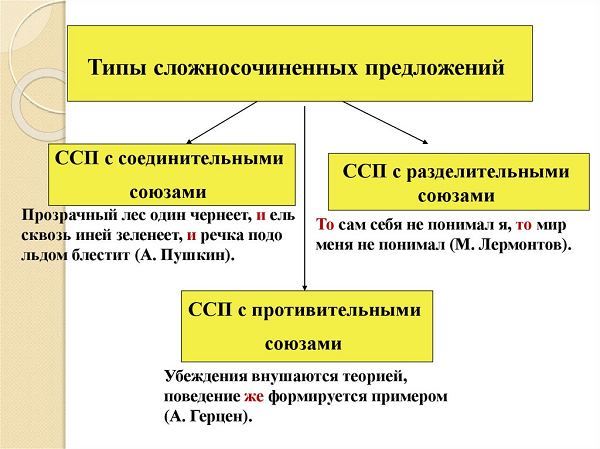 Типы сложносочиненных предложений
ССП с соединительными
союзами
Прозрачный лес один чернеет, и ель
сквозь иней зеленеет, и речка подо
льдом блестит (А. Пушкин).
ССП с разделительными
союзами
То сам себя не понимал я, то мир
меня не понимал (М. Лермонтов).
ССП с противительными
союзами
Убеждения внушаются теорией,
поведение же формируется примером
(А. Герцен).